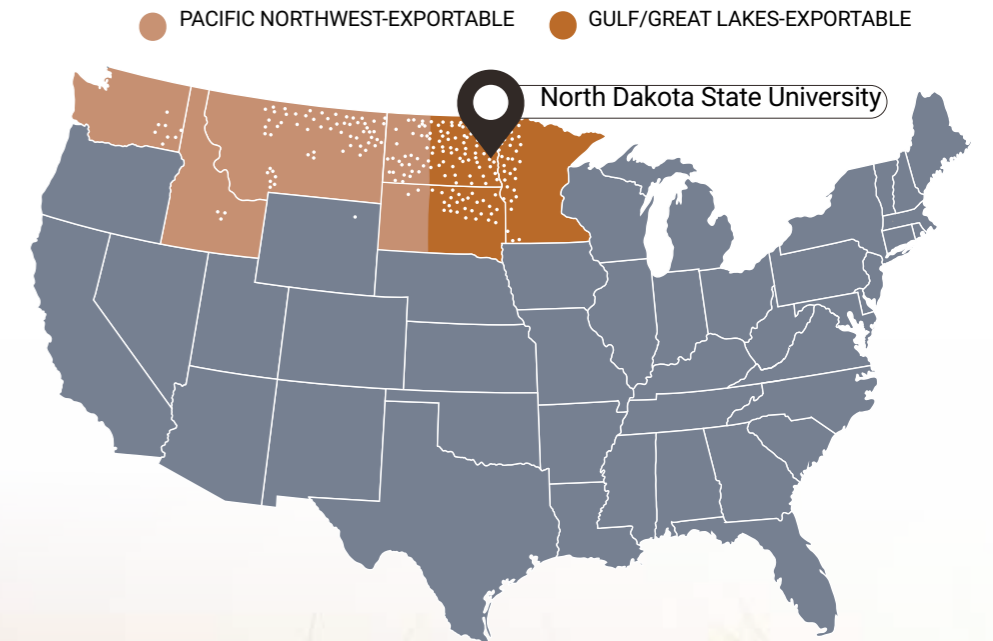 PACIFIC NORTHWEST-EXPORTABLE
GULF/GREAT LAKES-EXPORTABLE
North Dakota State University